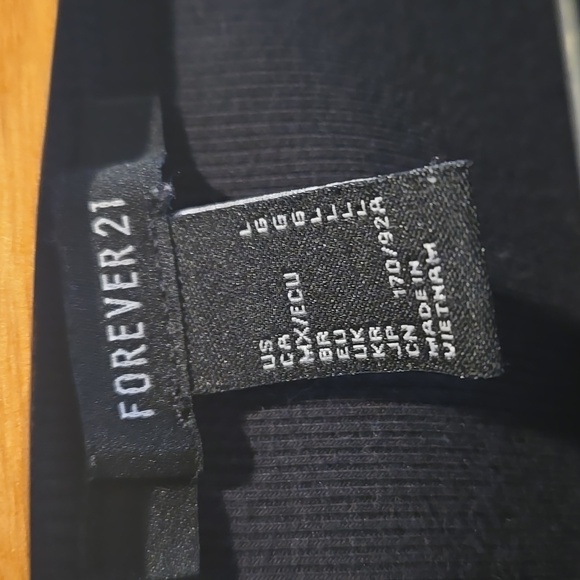 FOREVER 21
US L
CA G
MX/ECU G
BR G
EU L
UK L
KR L
JP L
CN 170/92A
MADE IN
VIETNAM